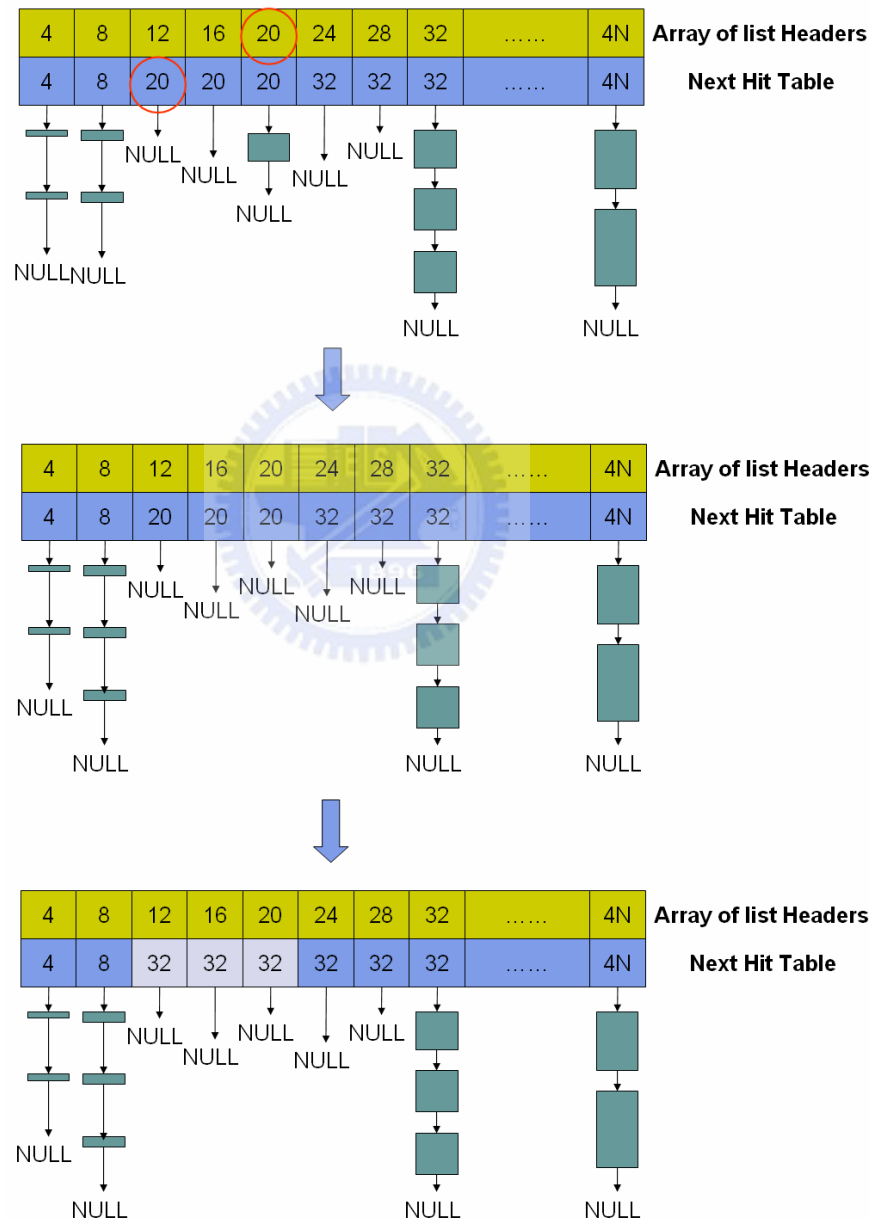 4 8 12 16 20 24 28 32 …… 4N Array of list Headers
4 8 20 20 20 32 32 32 …… 4N Next Hit Table
NULL NULL
NULL NULL
NULL
NULL NULL
NULL NULL
4 8 12 16 20 24 28 32 …… 4N Array of list Headers
4 8 20 20 20 32 32 32 …… 4N Next Hit Table
NULL NULL NULL
NULL NULL
NULL
NULL NULL NULL
1896
4 8 12 16 20 24 28 32 …… 4N Array of list Headers
4 8 32 32 32 32 32 32 …… 4N Next Hit Table
NULL NULL NULL
NULL NULL
NULL
NULL NULL NULL